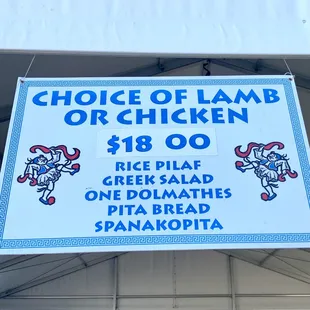 CHOICE OF LAMB
OR CHICKEN
$18 00
RICE PILAF
GREEK SALAD
ONE DOLMATHES
PITA BREAD
SPANAKOPITA